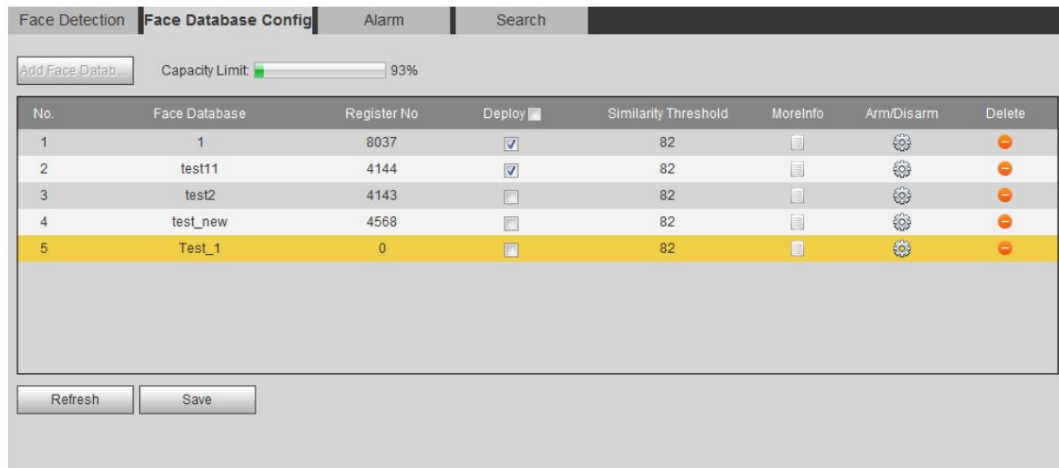 Face Detection Face Database Config Alarm Search
Add Face Datab... Capacity Limit: 93%
No. Face Database Register No Deploy Similarity Threshold MoreInfo Arm/Disarm Delete
1 1 8037 82
2 test11 4144 82
3 test2 4143 82
4 test_new 4568 82
5 Test_1 0 82
Refresh Save